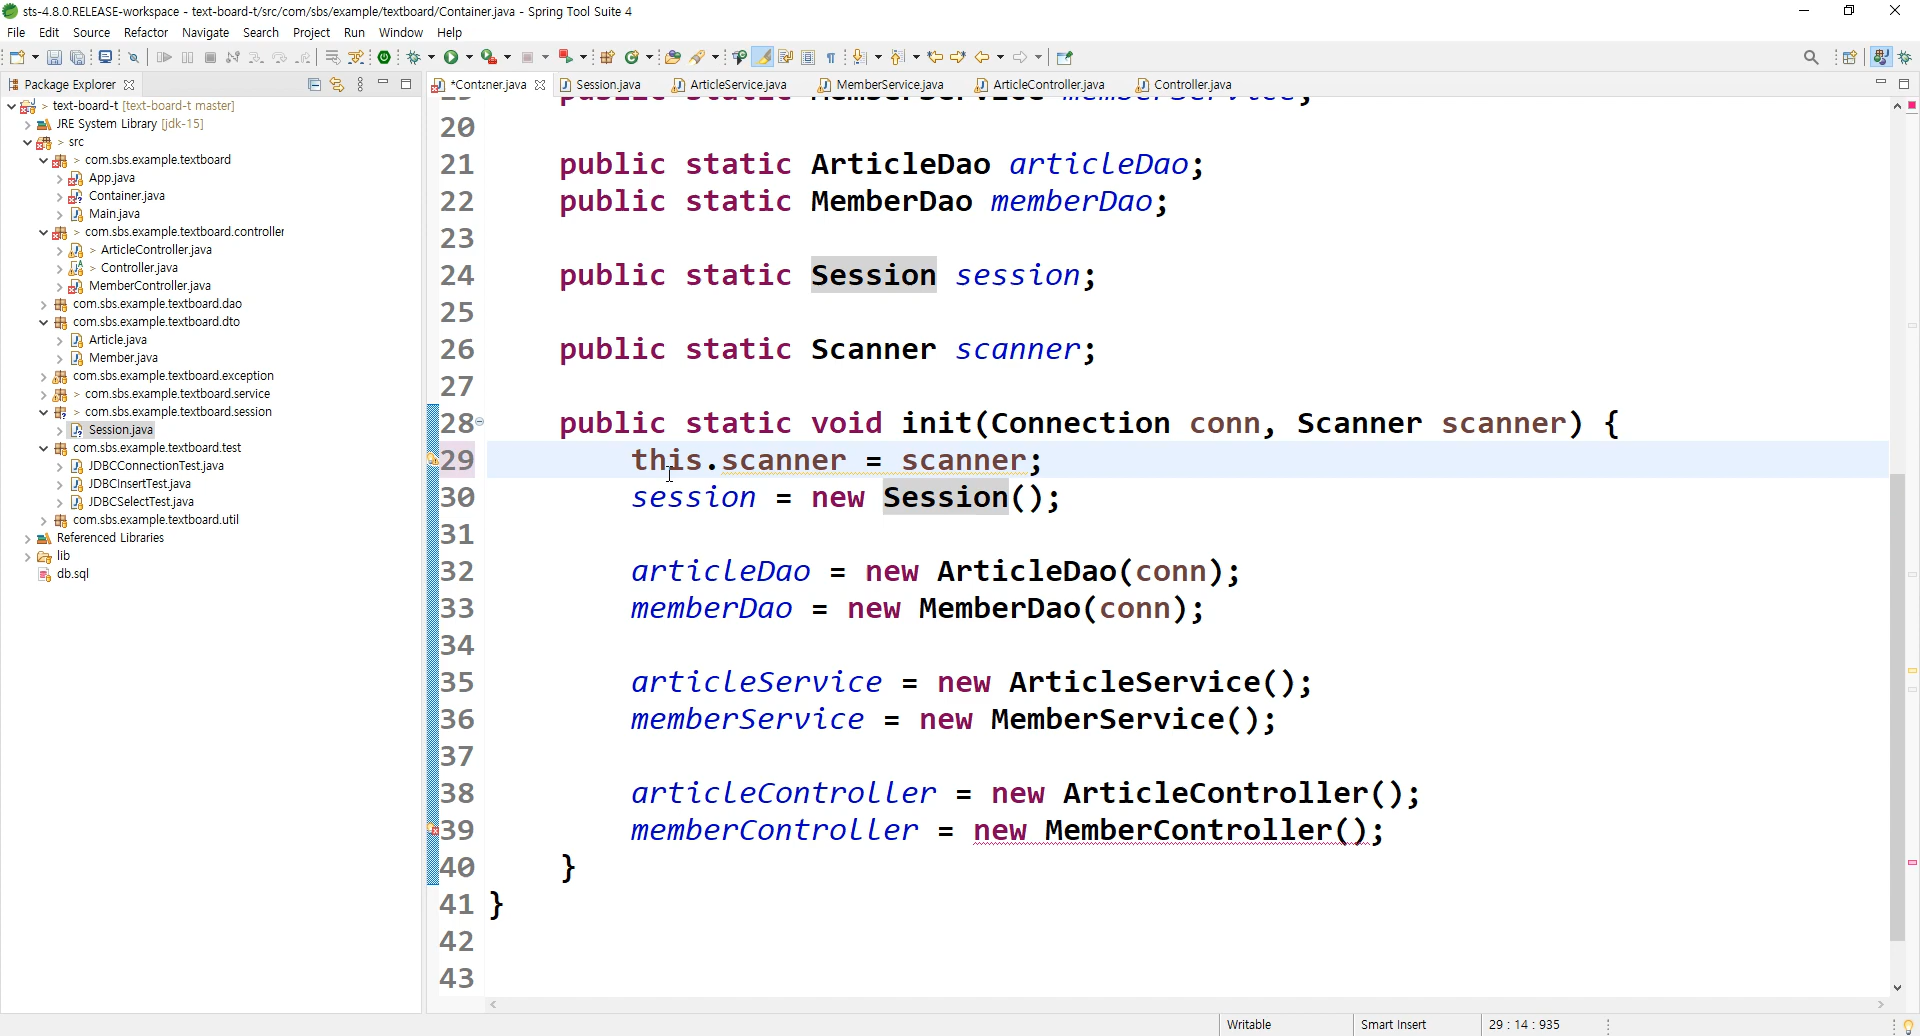 sts-4.8.0.RELEASE-workspace - text-board-t/src/com/sbs/example/textboard/Container.java - Spring Tool Suite 4
File Edit Source Refactor Navigate Search Project Run Window Help
Package Explorer
*Container.java Session.java ArticleService.java MemberService.java ArticleController.java Controller.java
text-board-t [text-board-t master]
JRE System Library [jdk-15]
src
com.sbs.example.textboard
App.java
Container.java
Main.java
com.sbs.example.textboard.controller
ArticleController.java
Controller.java
MemberController.java
com.sbs.example.textboard.dao
com.sbs.example.textboard.dto
Article.java
Member.java
com.sbs.example.textboard.exception
com.sbs.example.textboard.service
com.sbs.example.textboard.session
Session.java
com.sbs.example.textboard.test
JDBCConnectionTest.java
JDBCInsertTest.java
JDBCSelectTest.java
com.sbs.example.textboard.util
Referenced Libraries
lib
db.sql
20
21 public static ArticleDao articleDao;
22 public static MemberDao memberDao;
23
24 public static Session session;
25
26 public static Scanner scanner;
27
28 public static void init(Connection conn, Scanner scanner) {
29 this.scanner = scanner;
30 session = new Session();
31
32 articleDao = new ArticleDao(conn);
33 memberDao = new MemberDao(conn);
34
35 articleService = new ArticleService();
36 memberService = new MemberService();
37
38 articleController = new ArticleController();
39 memberController = new MemberController();
40 }
41 }
42
43
Writable Smart Insert 29 : 14 : 935